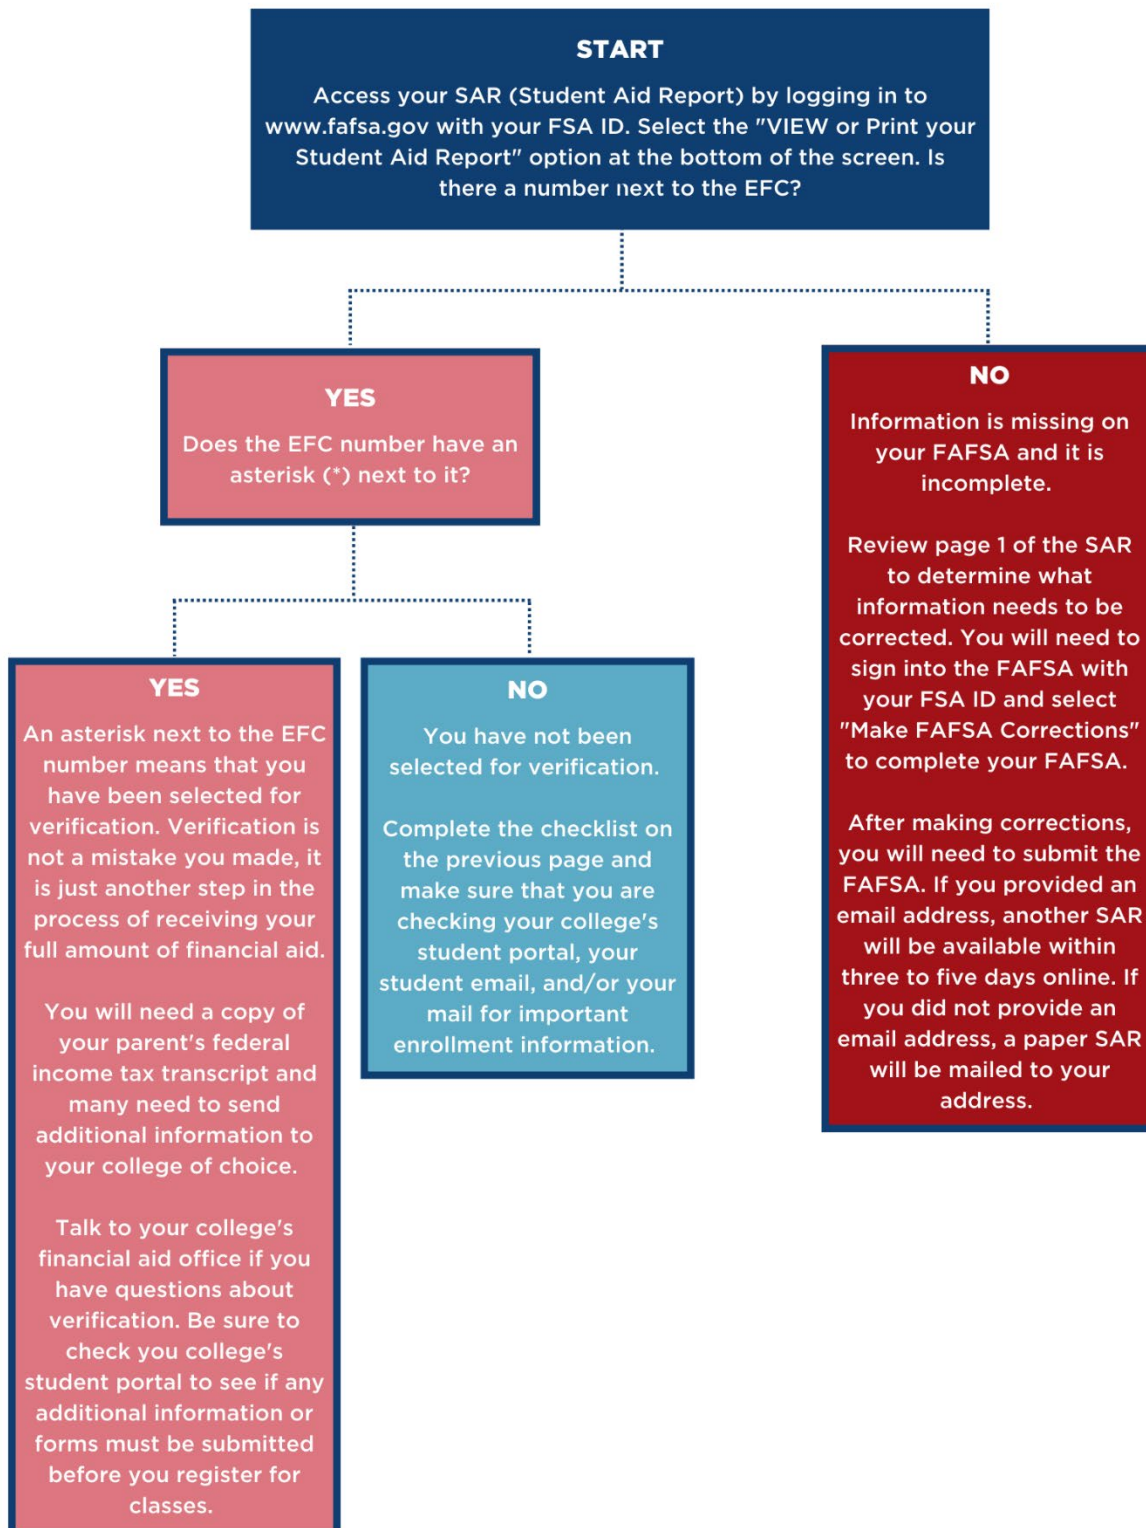 START
Access your SAR (Student Aid Report) by logging in to
www.fafsa.gov with your FSA ID. Select the "VIEW or Print your
Student Aid Report" option at the bottom of the screen. Is
there a number next to the EFC?
YES
Does the EFC number have an
asterisk (*) next to it?
YES
An asterisk next to the EFC
number means that you
have been selected for
verification. Verification is
not a mistake you made, it
is just another step in the
process of receiving your
full amount of financial aid.
You will need a copy of
your parent's federal
income tax transcript and
many need to send
additional information to
your college of choice.
Talk to your college's
financial aid office if you
have questions about
verification. Be sure to
check you college's
student portal to see if any
additional information or
forms must be submitted
before you register for
classes.
NO
You have not been
selected for verification.
Complete the checklist on
the previous page and
make sure that you are
checking your college's
student portal, your
student email, and/or your
mail for important
enrollment information.
NO
Information is missing on
your FAFSA and it is
incomplete.
Review page 1 of the SAR
to determine what
information needs to be
corrected. You will need to
sign into the FAFSA with
your FSA ID and select
"Make FAFSA Corrections"
to complete your FAFSA.
After making corrections,
you will need to submit the
FAFSA. If you provided an
email address, another SAR
will be available within
three to five days online. If
you did not provide an
email address, a paper SAR
will be mailed to your
address.